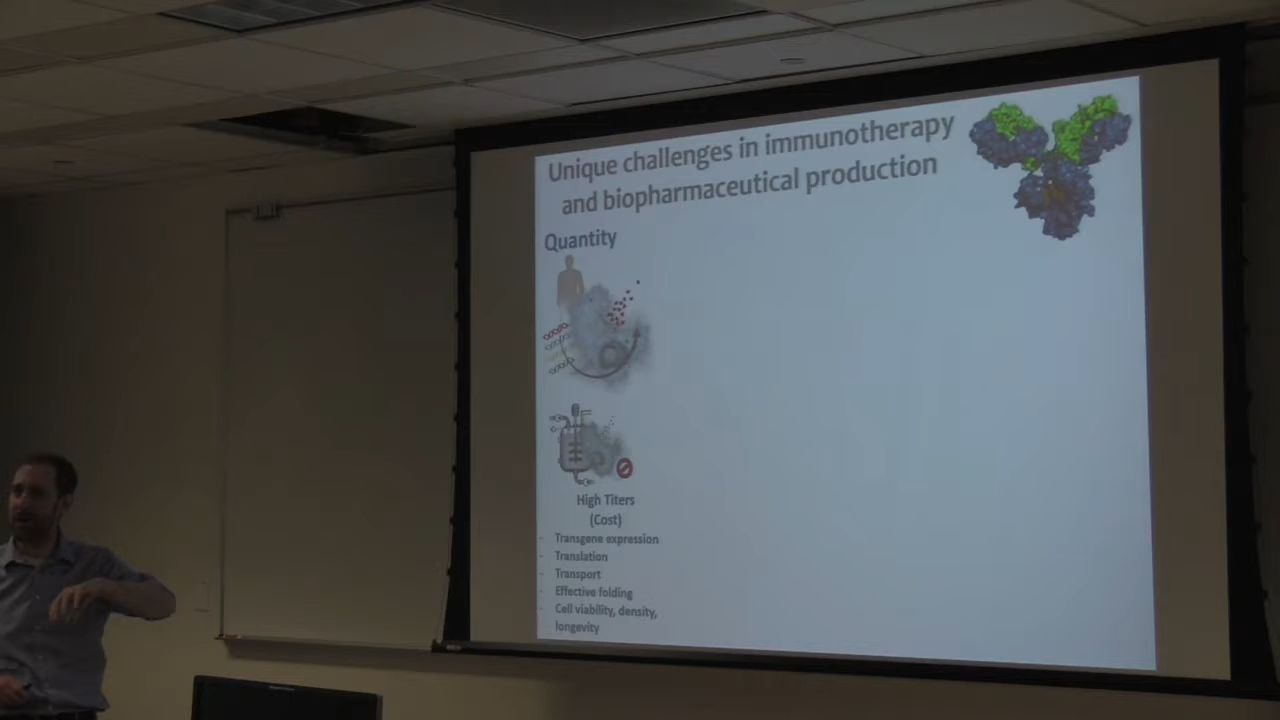 Unique challenges in immunotherapy
and biopharmaceutical production
Quantity
High Titers
(Cost)
- Transgene expression
- Translation
- Transport
- Effective folding
- Cell viability, density,
longevity